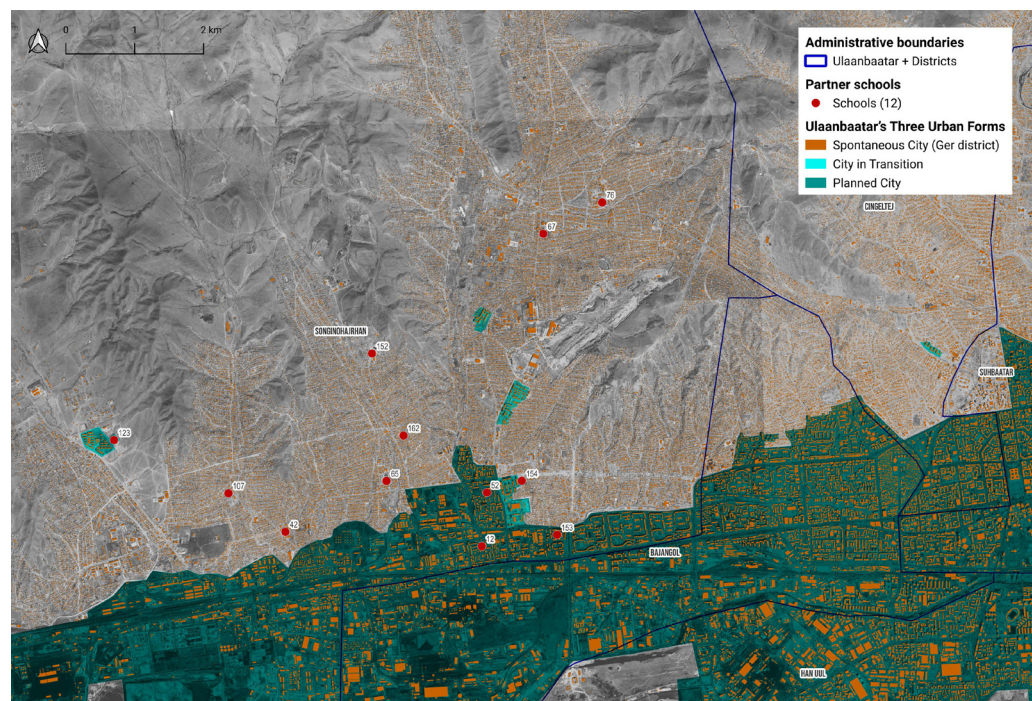 0 1 2 km
Administrative boundaries
Ulaanbaatar + Districts
Partner schools
Schools (12)
Ulaanbaatar's Three Urban Forms
Spontaneous City (Ger district)
City in Transition
Planned City
76
CINGELTEJ
67
SONGINOHAJRHAN
152
SUHBAATAR
162
123
65
154
107
52
42
153
12
BAJANGOL
HAN UUL